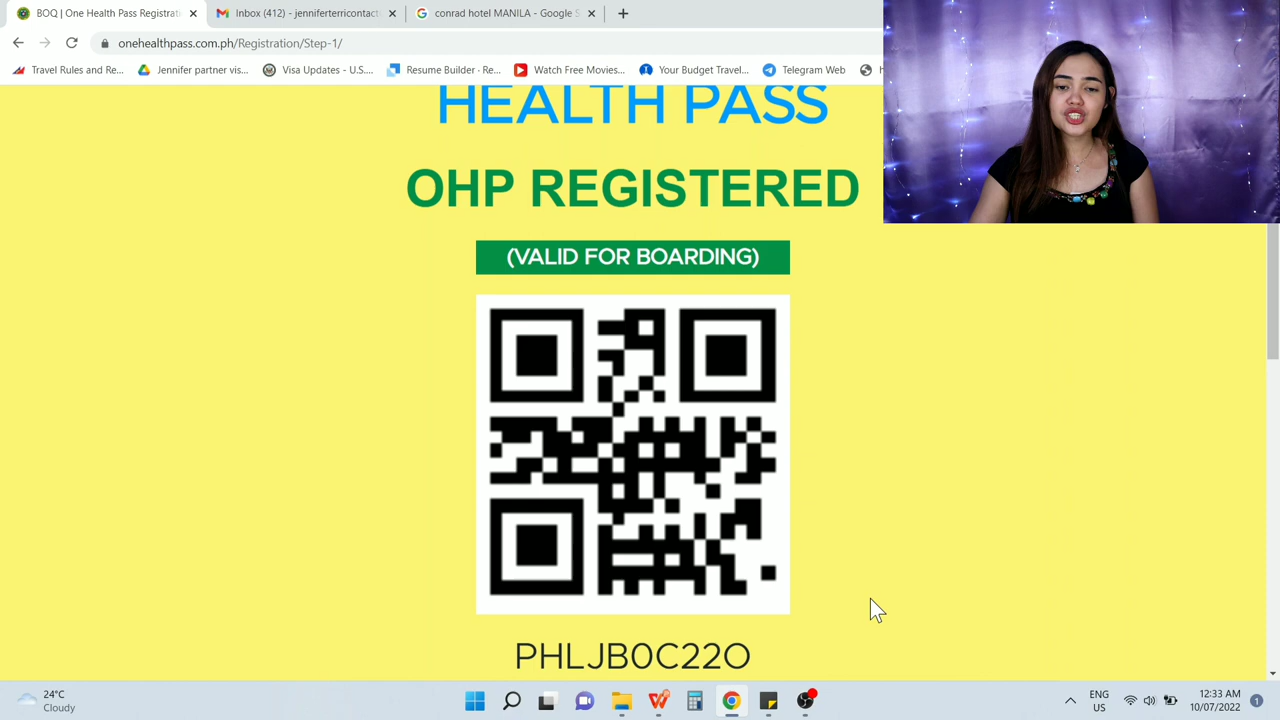 BOQ | One Health Pass Registrati
Inbox (412) - jenniferterricontact
conrad hotel MANILA - Google S
onehealthpass.com.ph/Registration/Step-1/
Travel Rules and Re...
Jennifer partner vis...
Visa Updates - U.S....
Resume Builder · Re...
Watch Free Movies...
Your Budget Travel...
Telegram Web
HEALTH PASS
OHP REGISTERED
(VALID FOR BOARDING)
PHLJB0C22O
24°C
Cloudy
ENG
US
12:33 AM
10/07/2022
1